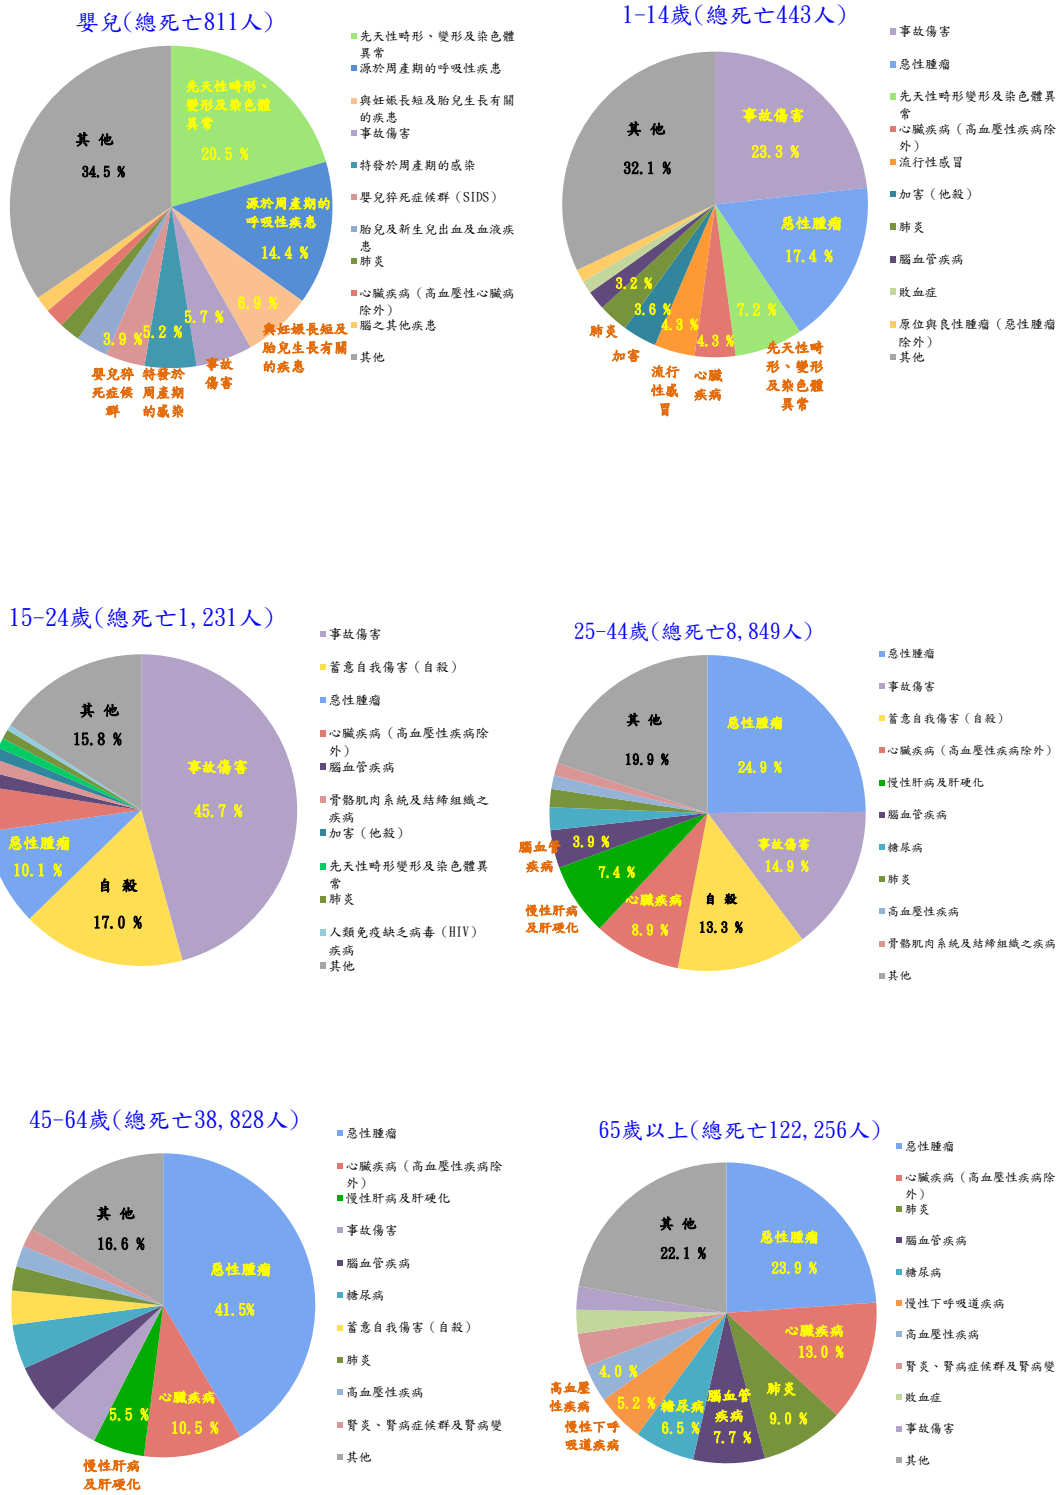 嬰兒(總死亡811人)
先天性畸形、
變形及染色體
異常
20.5 %
源於周產期的
呼吸性疾患
14.4 %
6.9 %
與妊娠長短及
胎兒生長有關
的疾患
5.7 %
事故
傷害
5.2 %
特發於
周產期
的感染
3.9 %
嬰兒猝
死症候
群
其 他
34.5 %
先天性畸形、變形及染色體
異常
源於周產期的呼吸性疾患
與妊娠長短及胎兒生長有關
的疾患
事故傷害
特發於周產期的感染
嬰兒猝死症候群（SIDS）
胎兒及新生兒出血及血液疾
患
肺炎
心臟疾病（高血壓性心臟病
除外）
腦之其他疾患
其他
1-14歲(總死亡443人)
事故傷害
23.3 %
惡性腫瘤
17.4 %
7.2 %
先天性畸
形、變形
及染色體
異常
4.3 %
心臟
疾病
4.3 %
流行
性感
冒
3.6 %
加害
3.2 %
肺炎
其 他
32.1 %
事故傷害
惡性腫瘤
先天性畸形變形及染色體異
常
心臟疾病（高血壓性疾病除
外）
流行性感冒
加害（他殺）
肺炎
腦血管疾病
敗血症
原位與良性腫瘤（惡性腫瘤
除外）
其他
15-24歲(總死亡1,231人)
事故傷害
45.7 %
自 殺
17.0 %
惡性腫瘤
10.1 %
其 他
15.8 %
事故傷害
蓄意自我傷害（自殺）
惡性腫瘤
心臟疾病（高血壓性疾病除
外）
腦血管疾病
骨骼肌肉系統及結締組織之
疾病
加害（他殺）
先天性畸形變形及染色體異
常
肺炎
人類免疫缺乏病毒（HIV）
疾病
其他
25-44歲(總死亡8,849人)
惡性腫瘤
24.9 %
事故傷害
14.9 %
自 殺
13.3 %
心臟疾病
8.9 %
7.4 %
慢性肝病
及肝硬化
3.9 %
腦血管
疾病
其 他
19.9 %
惡性腫瘤
事故傷害
蓄意自我傷害（自殺）
心臟疾病（高血壓性疾病除外）
慢性肝病及肝硬化
腦血管疾病
糖尿病
肺炎
高血壓性疾病
骨骼肌肉系統及結締組織之疾病
其他
45-64歲(總死亡38,828人)
惡性腫瘤
41.5%
心臟疾病
10.5 %
5.5 %
慢性肝病
及肝硬化
其 他
16.6 %
惡性腫瘤
心臟疾病（高血壓性疾病除
外）
慢性肝病及肝硬化
事故傷害
腦血管疾病
糖尿病
蓄意自我傷害（自殺）
肺炎
高血壓性疾病
腎炎、腎病症候群及腎病變
其他
65歲以上(總死亡122,256人)
惡性腫瘤
23.9 %
心臟疾病
13.0 %
肺炎
9.0 %
腦血管
疾病
7.7 %
糖尿病
6.5 %
5.2 %
慢性下呼
吸道疾病
4.0 %
高血壓
性疾病
其 他
22.1 %
惡性腫瘤
心臟疾病（高血壓性疾病除
外）
肺炎
腦血管疾病
糖尿病
慢性下呼吸道疾病
高血壓性疾病
腎炎、腎病症候群及腎病變
敗血症
事故傷害
其他